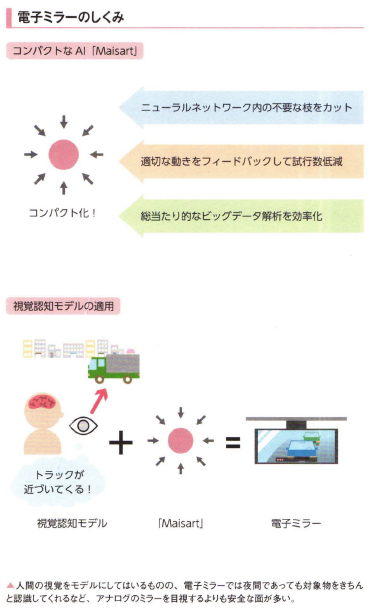 電子ミラーのしくみ
コンパクトなAI「Maisart」
ニューラルネットワーク内の不要な枝をカット
適切な動きをフィードバックして試行数低減
総当たり的なビッグデータ解析を効率化
コンパクト化！
視覚認知モデルの適用
トラックが
近づいてくる！
視覚認知モデル
「Maisart」
電子ミラー
▲人間の視覚をモデルにしてはいるものの、電子ミラーでは夜間であっても対象物をきちん
と認識してくれるなど、アナログのミラーを目視するよりも安全な面が多い。